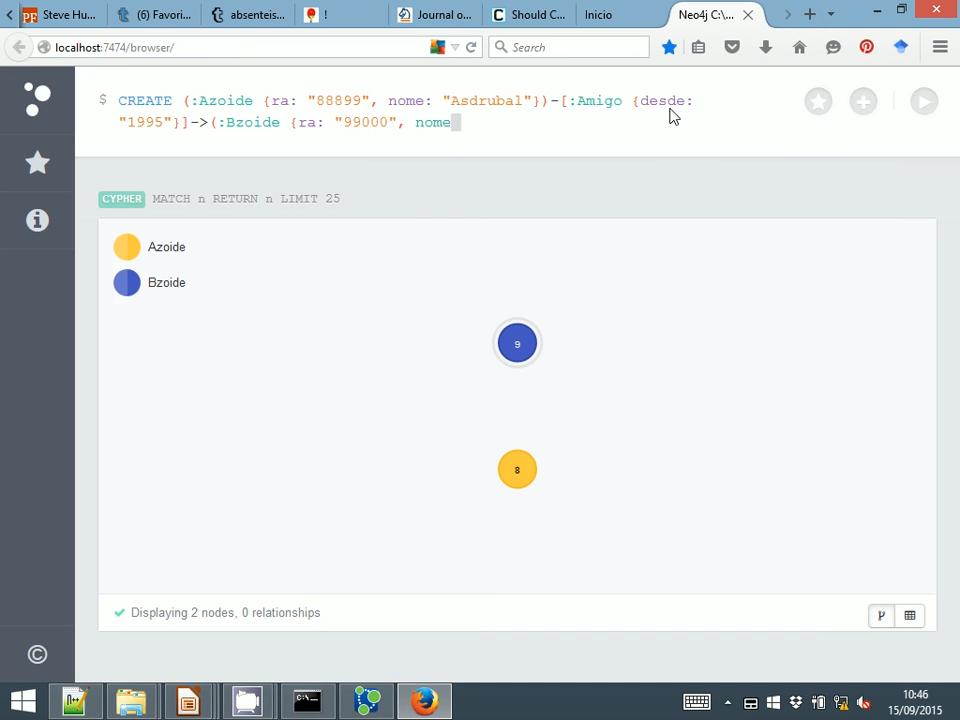 PF Steve Hu...
t (6) Favori...
t absenteis...
!
Journal o...
C Should C...
Inicio
Neo4j C:\...
localhost:7474/browser/
Search
$ CREATE (:Azoide {ra: "88899", nome: "Asdrubal"})-[:Amigo {desde:
"1995"}]->(:Bzoide {ra: "99000", nome
CYPHER MATCH n RETURN n LIMIT 25
Azoide
Bzoide
9
8
Displaying 2 nodes, 0 relationships
©
C:\.
10:46
15/09/2015